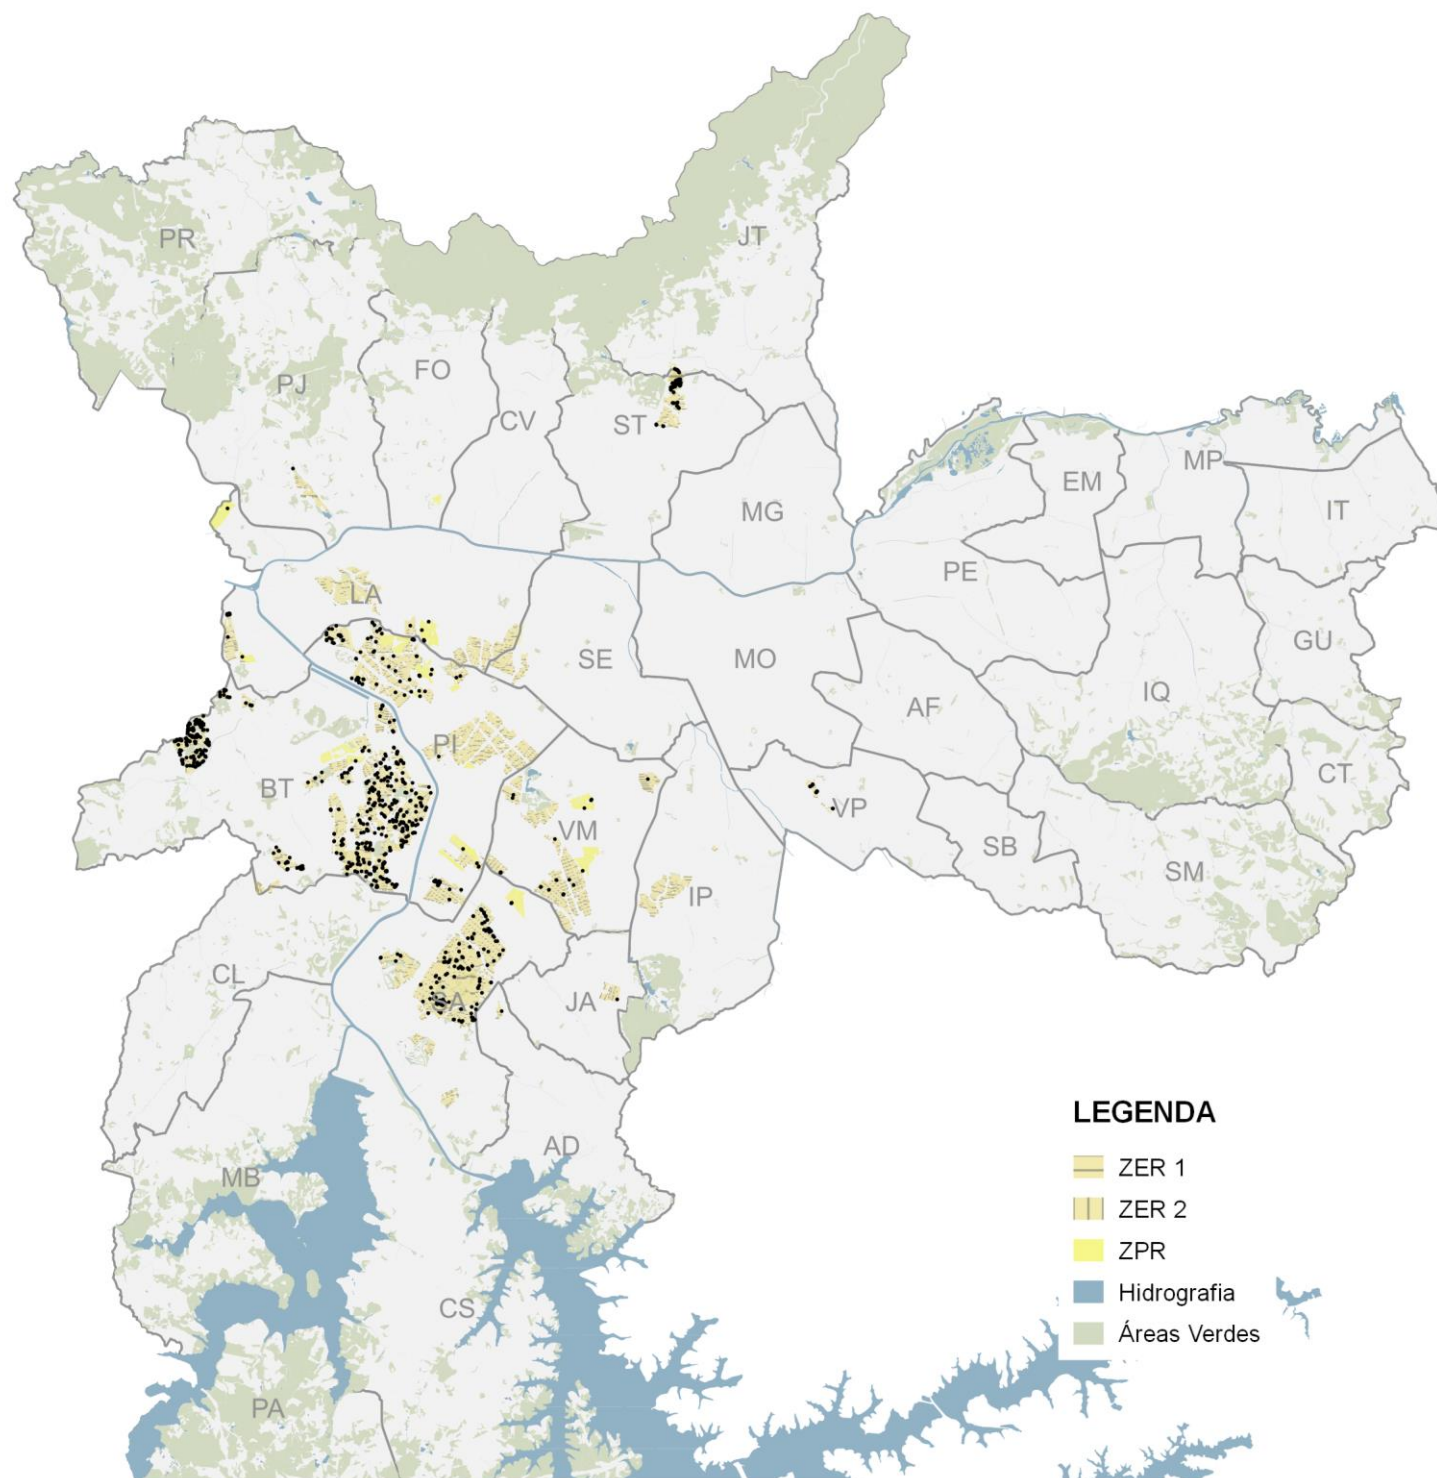 JT
PR
FO
PJ
CV
ST
MP
EM
MG
IT
PE
LA
GU
SE
MO
IQ
AF
PI
CT
BT
VP
VM
SB
SM
IP
CL
SA
JA
LEGENDA
AD
ZER 1
MB
ZER 2
ZPR
Hidrografia
CS
Áreas Verdes
PA